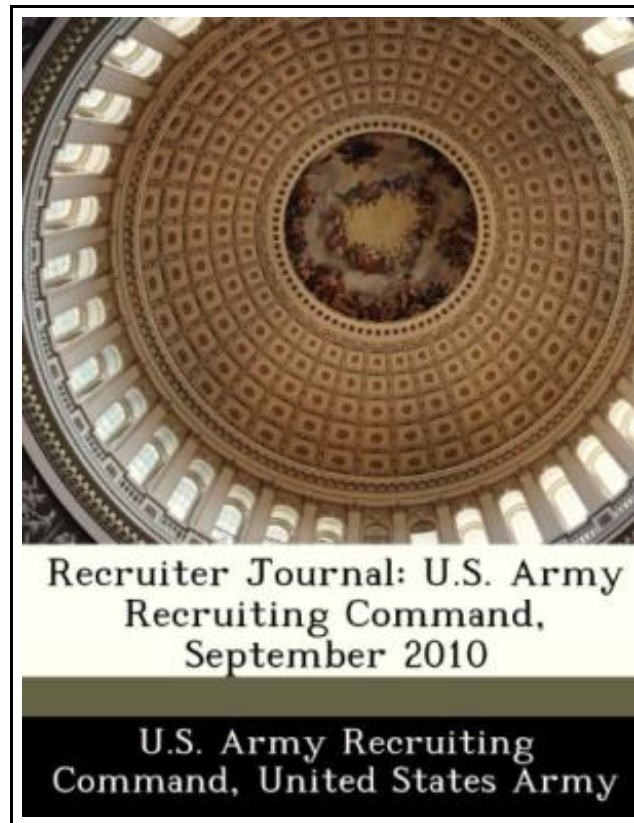 Recruiter Journal: U.S. Army
Recruiting Command,
September 2010
U.S. Army Recruiting
Command, United States Army